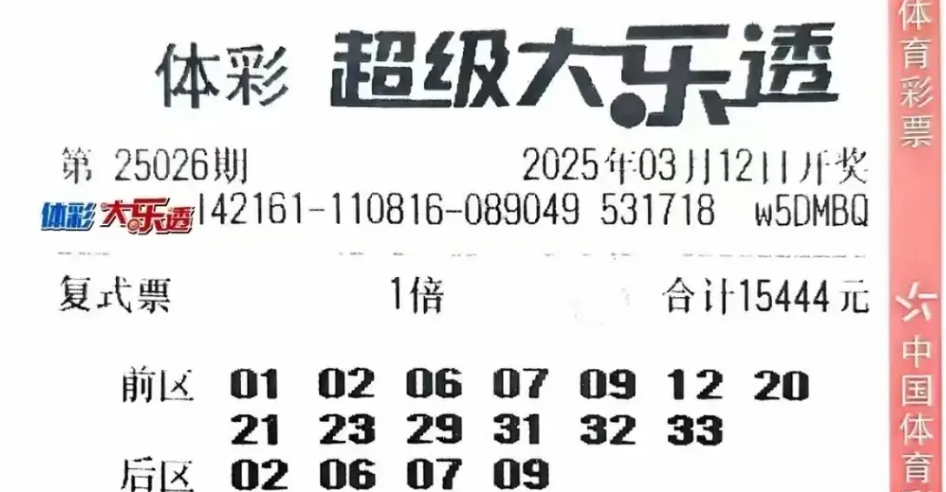 体彩 超级大乐透
第 25026期 2025年03月12日开奖
体彩 大乐透 142161-110816-089049 531718 w5DMBQ
复式票 1倍 合计15444元
前区 01 02 06 07 09 12 20
21 23 29 31 32 33
后区 02 06 07 09
体育彩票
中国体育